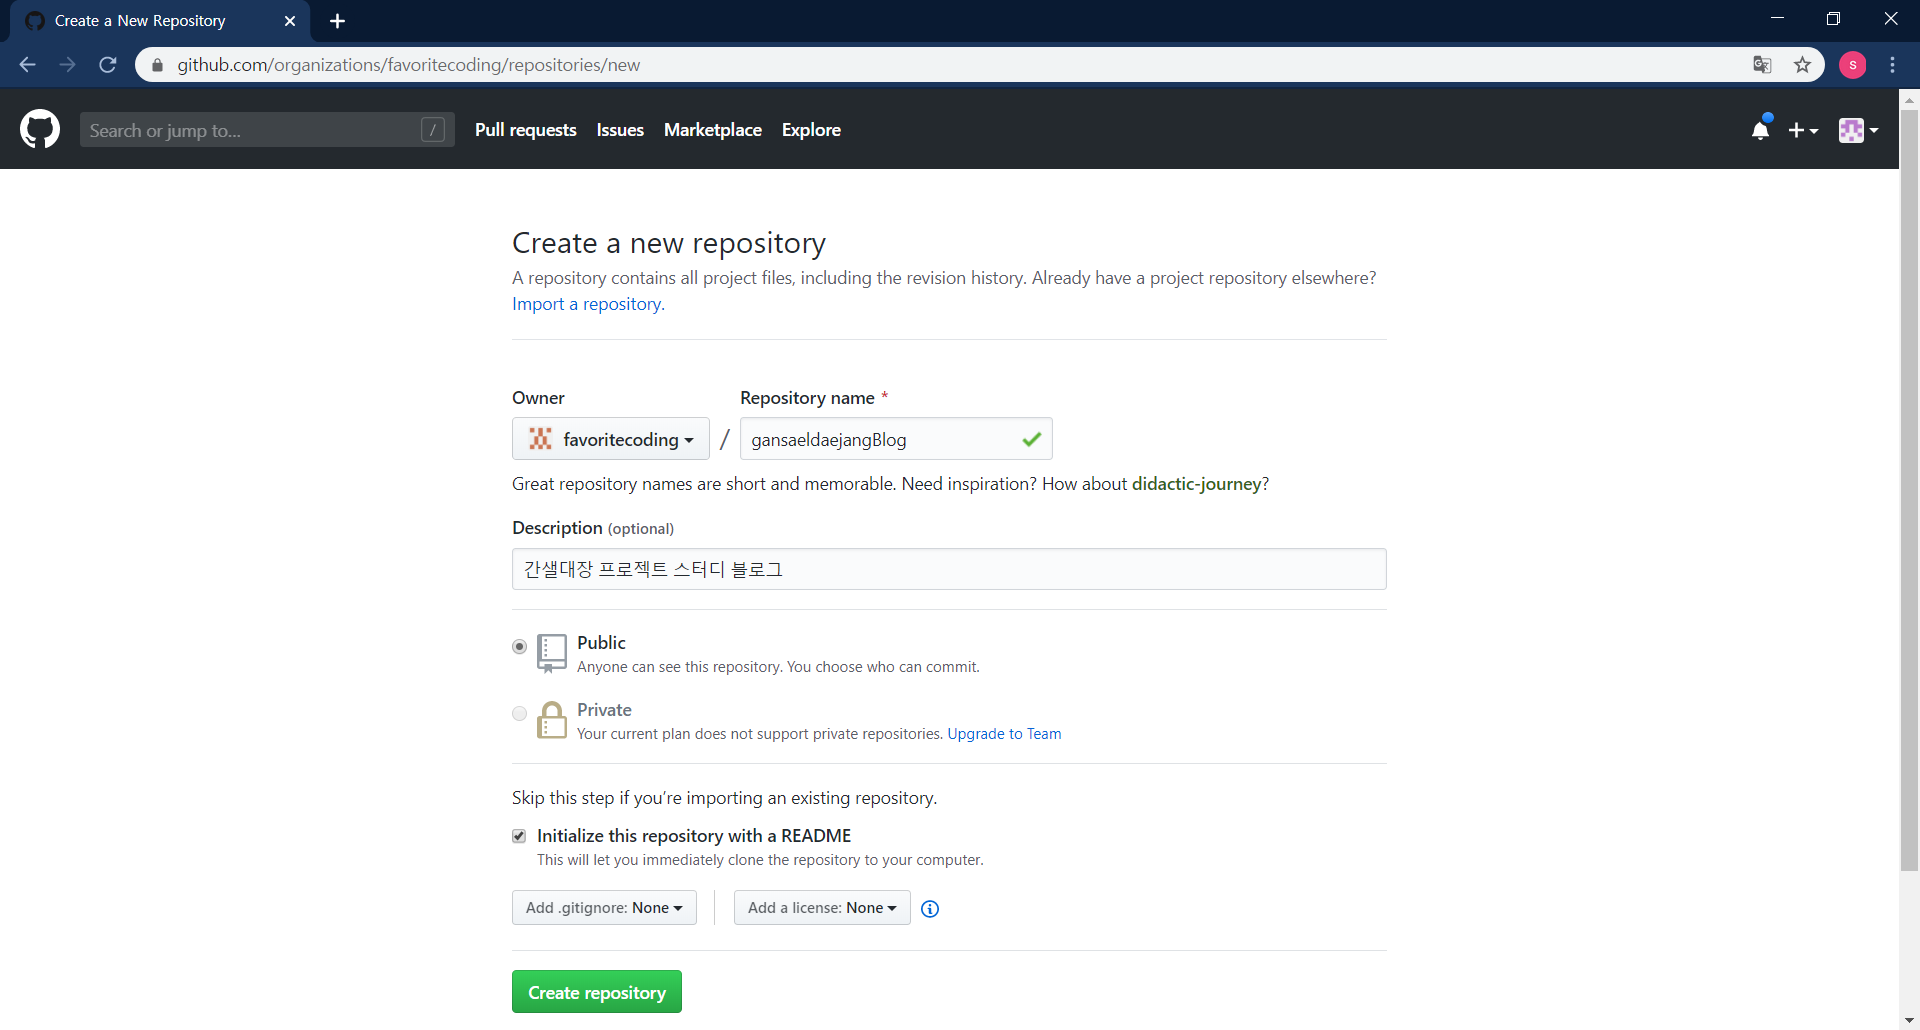 Create a New Repository
github.com/organizations/favoritecoding/repositories/new
s
Search or jump to...
/
Pull requests
Issues
Marketplace
Explore
Create a new repository
A repository contains all project files, including the revision history. Already have a project repository elsewhere?
Import a repository.
Owner
Repository name *
favoritecoding
/
gansaeldaejangBlog
Great repository names are short and memorable. Need inspiration? How about didactic-journey?
Description (optional)
간샐대장 프로젝트 스터디 블로그
Public
Anyone can see this repository. You choose who can commit.
Private
Your current plan does not support private repositories. Upgrade to Team
Skip this step if you’re importing an existing repository.
Initialize this repository with a README
This will let you immediately clone the repository to your computer.
Add .gitignore: None
Add a license: None
Create repository